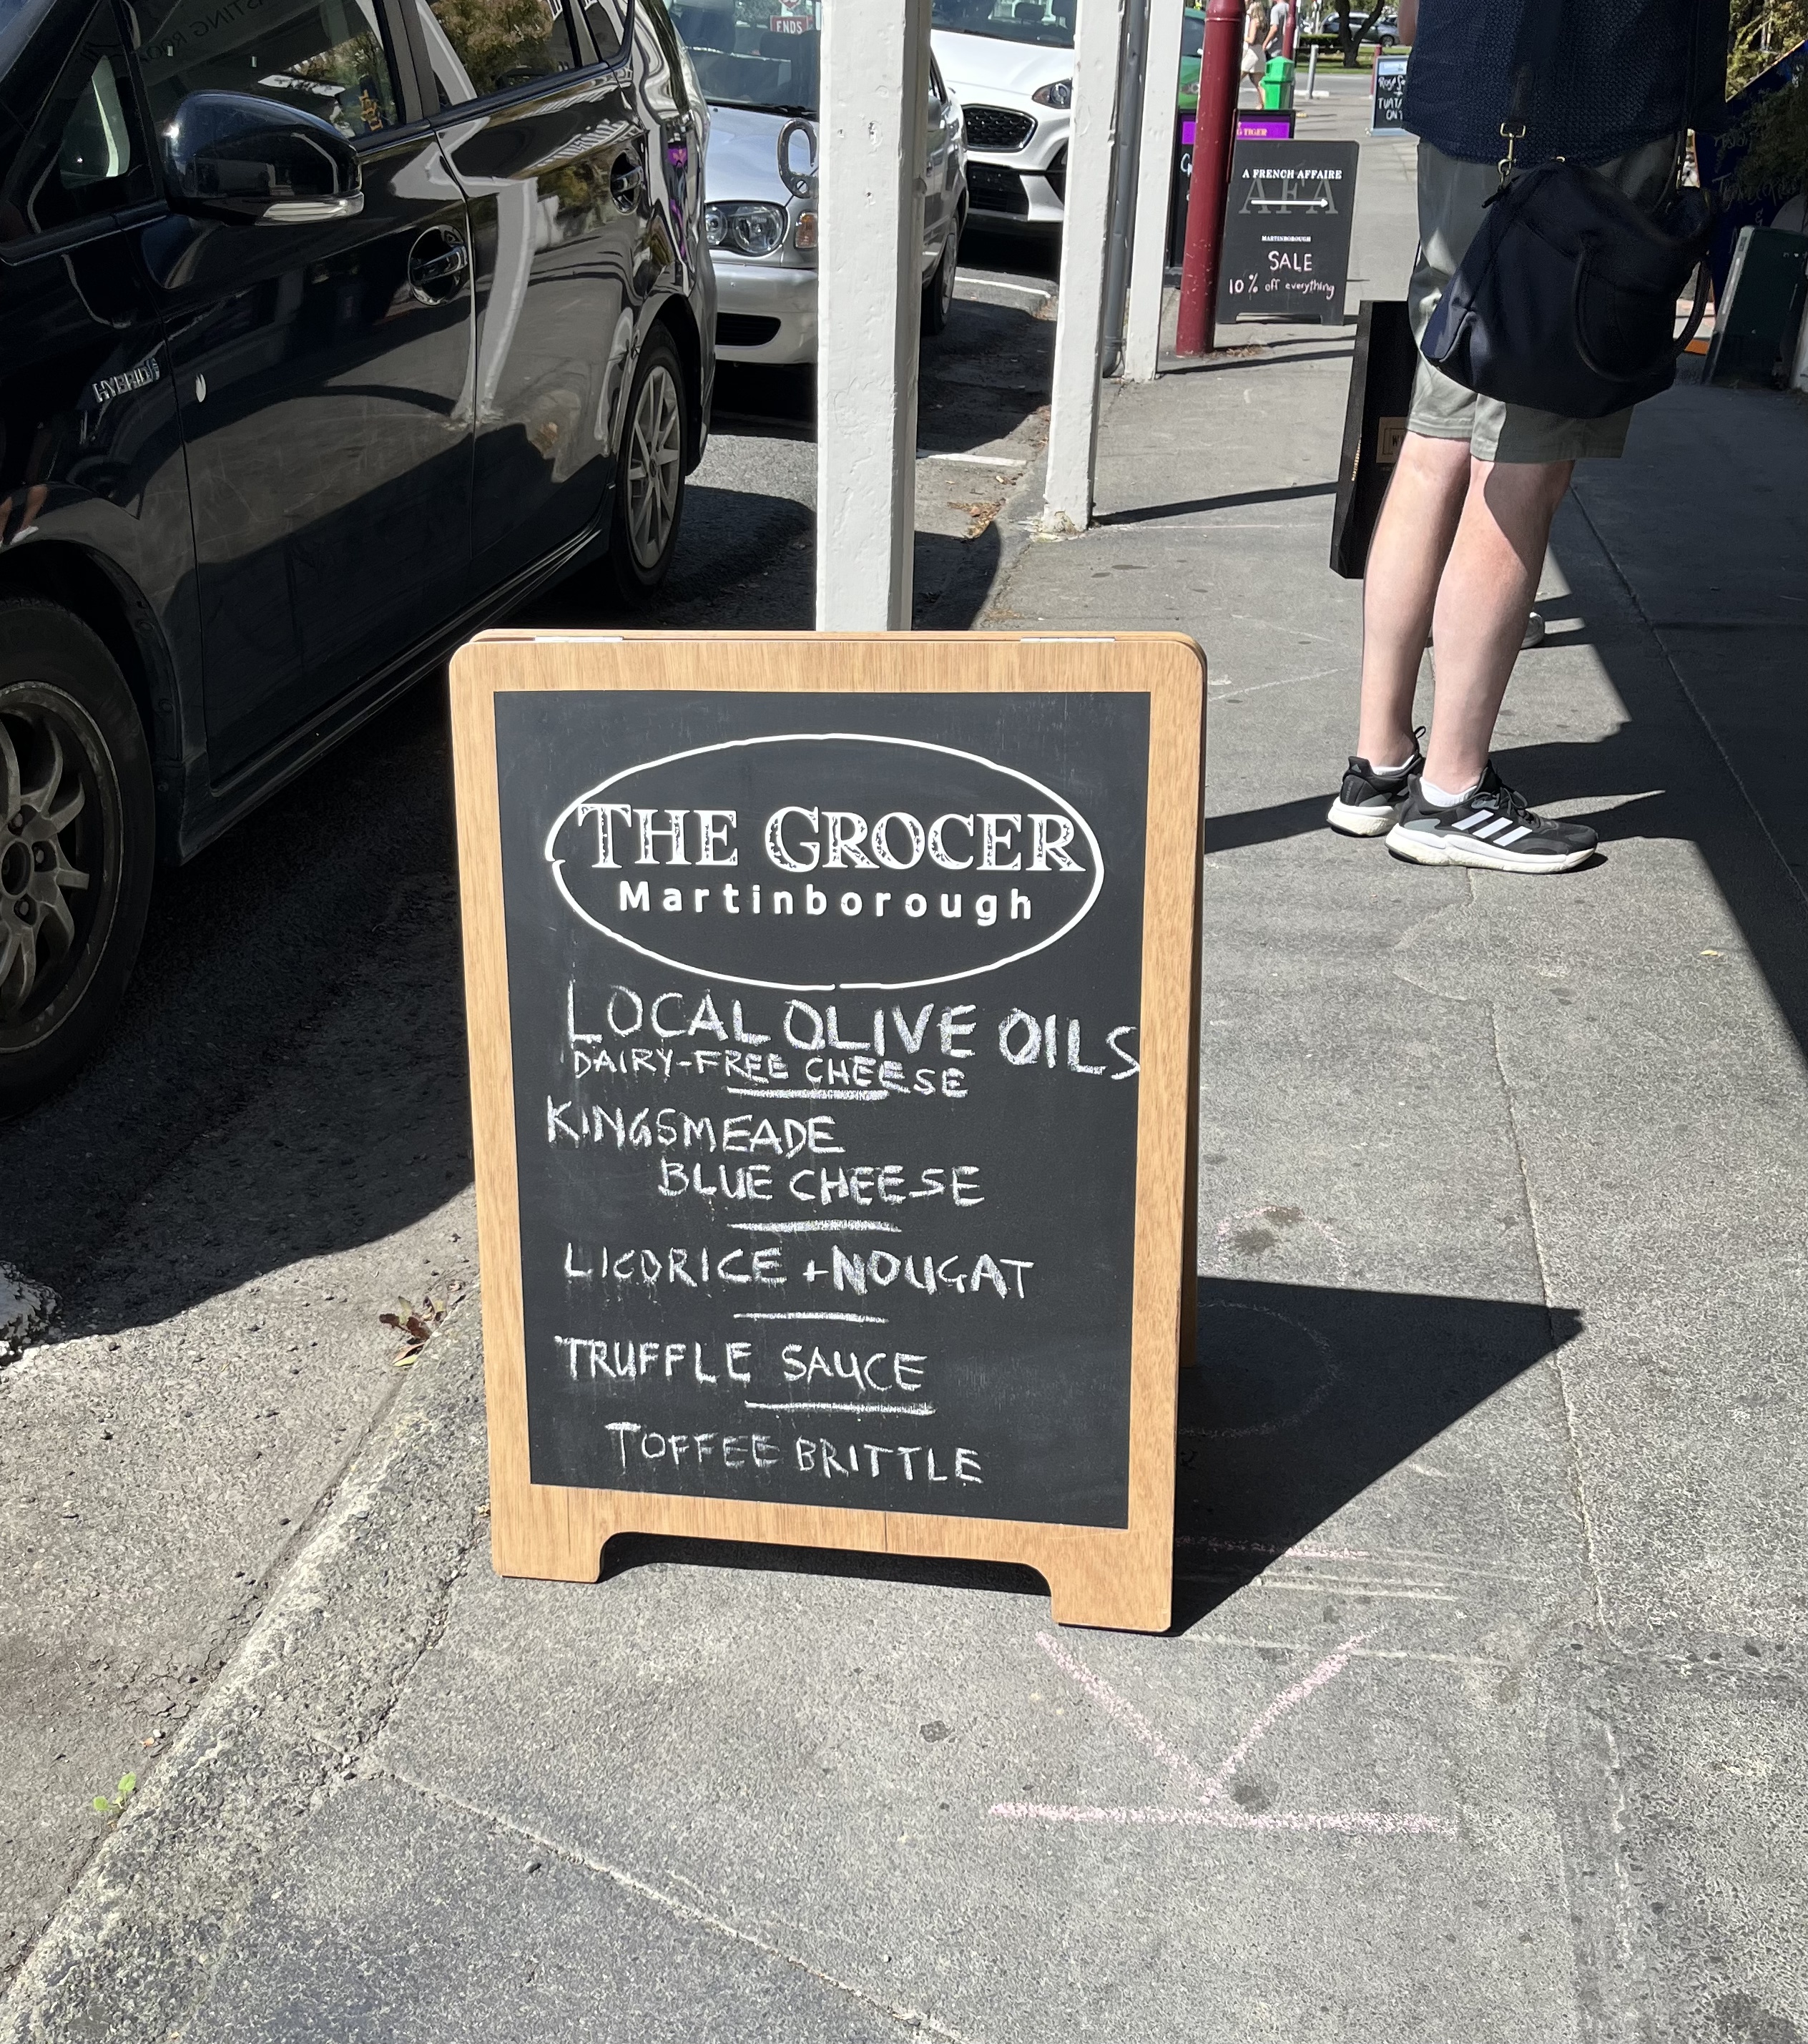 ENDS
HYBRID
A FRENCH AFFAIRE
AFA
MARTINBOROUGH
SALE
10% off everything
TIGER
THE GROCER
Martinborough
LOCAL OLIVE OILS
DAIRY-FREE CHEESE
KINGSMEADE
BLUE CHEESE
LICORICE + NOUGAT
TRUFFLE SAUCE
TOFFEE BRITTLE